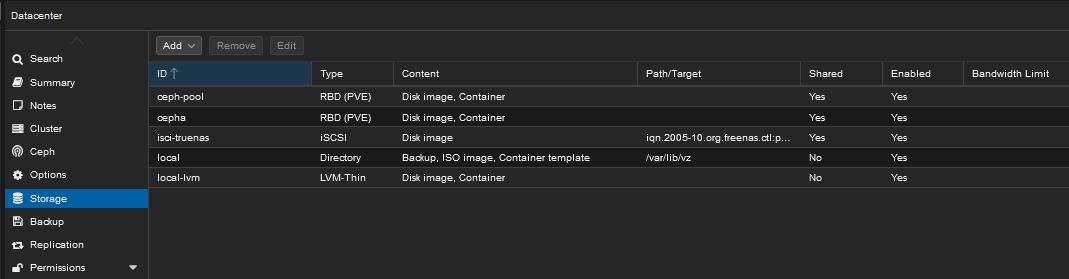 Datacenter
Add Remove Edit
Search
Summary
Notes
Cluster
Ceph
Options
Storage
Backup
Replication
Permissions
ID Type Content Path/Target Shared Enabled Bandwidth Limit
ceph-pool RBD (PVE) Disk image, Container Yes Yes
cepha RBD (PVE) Disk image, Container Yes Yes
isci-truenas iSCSI Disk image iqn.2005-10.org.freenas.ctl:p... Yes Yes
local Directory Backup, ISO image, Container template /var/lib/vz No Yes
local-lvm LVM-Thin Disk image, Container No Yes